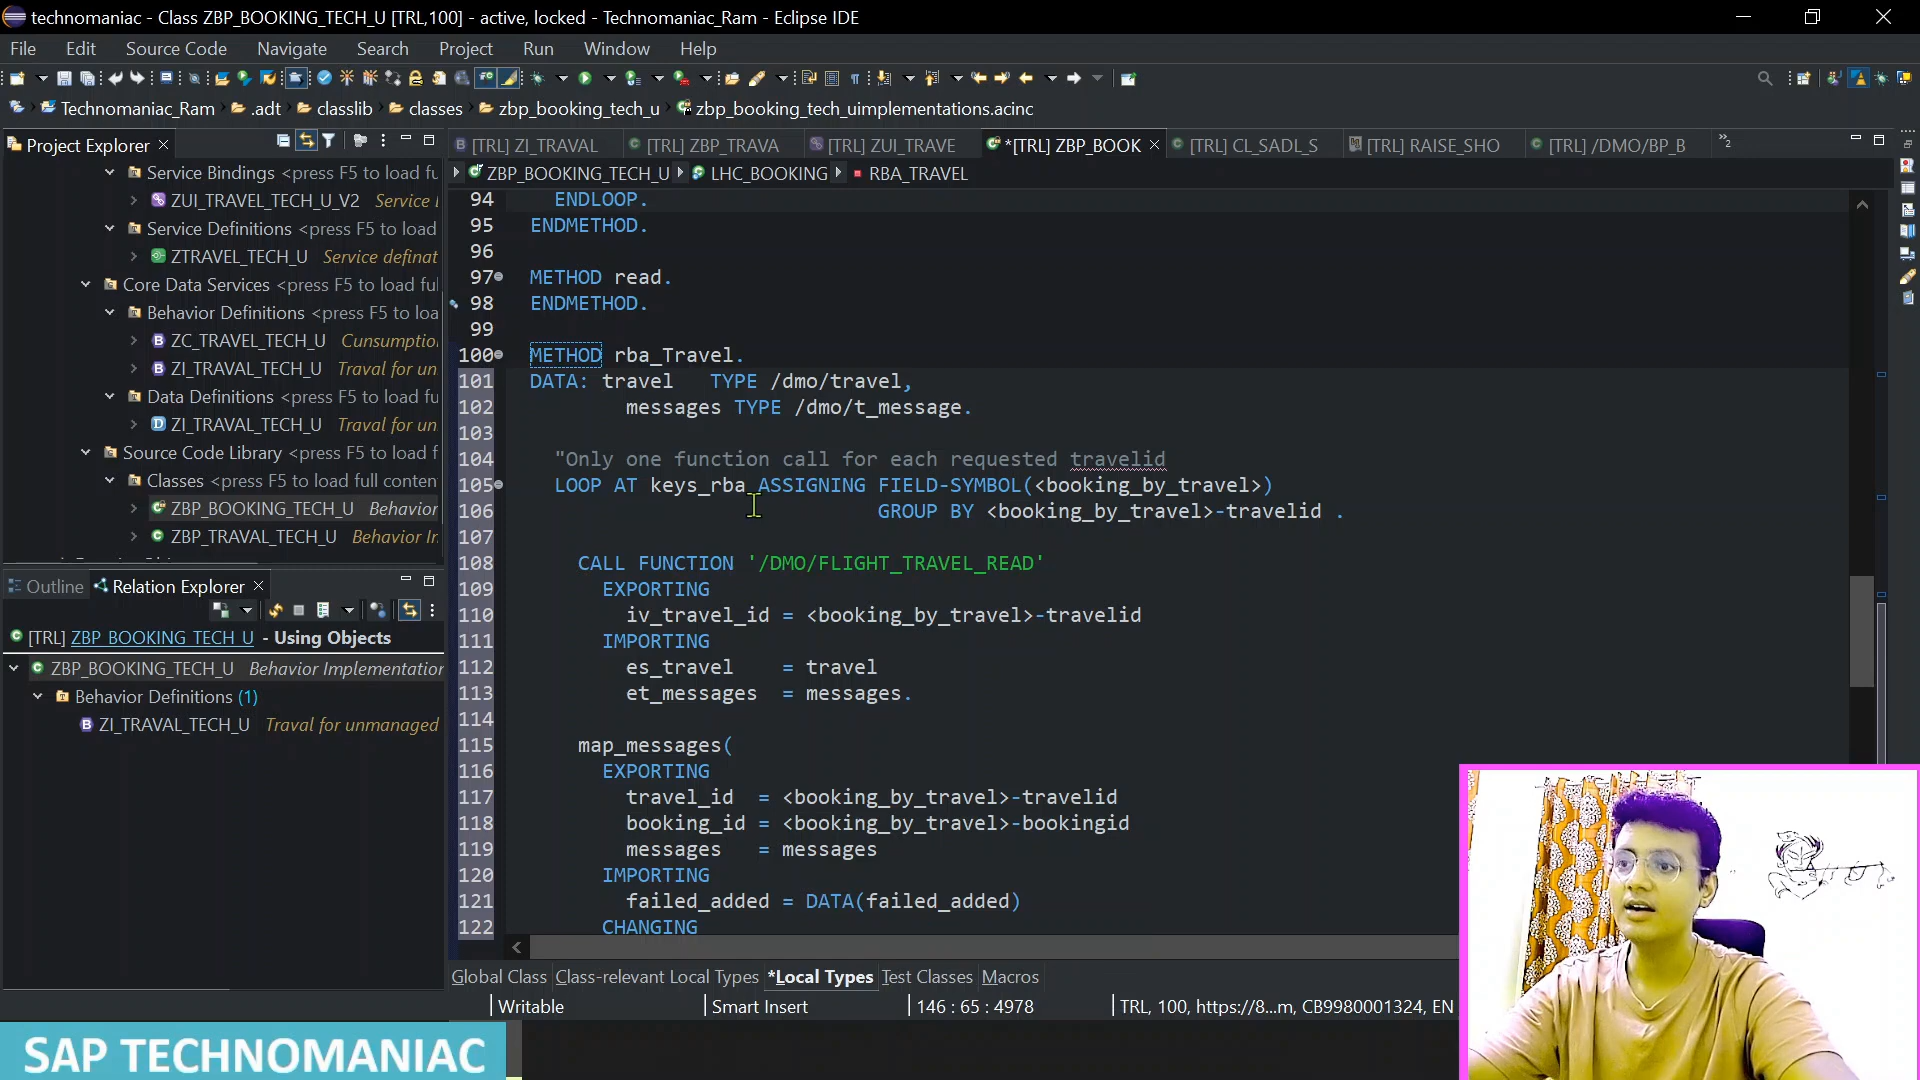 technomaniac - Class ZBP_BOOKING_TECH_U [TRL,100] - active, locked - Technomaniac_Ram - Eclipse IDE
File Edit Source Code Navigate Search Project Run Window Help
Technomaniac_Ram .adt classlib classes zbp_booking_tech_u zbp_booking_tech_uimplementations.acinc
Project Explorer
Service Bindings <press F5 to load fu
ZUI_TRAVEL_TECH_U_V2 Service
Service Definitions <press F5 to load
ZTRAVEL_TECH_U Service definat
Core Data Services <press F5 to load ful
Behavior Definitions <press F5 to loa
ZC_TRAVEL_TECH_U Cunsumptio
ZI_TRAVAL_TECH_U Traval for un
Data Definitions <press F5 to load fu
ZI_TRAVAL_TECH_U Traval for un
Source Code Library <press F5 to load f
Classes <press F5 to load full conten
ZBP_BOOKING_TECH_U Behavior
ZBP_TRAVAL_TECH_U Behavior Ir
Outline Relation Explorer
[TRL] ZBP_BOOKING_TECH_U - Using Objects
ZBP_BOOKING_TECH_U Behavior Implementation
Behavior Definitions (1)
ZI_TRAVAL_TECH_U Traval for unmanaged
[TRL] ZI_TRAVAL [TRL] ZBP_TRAVA [TRL] ZUI_TRAVE *[TRL] ZBP_BOOK [TRL] CL_SADL_S [TRL] RAISE_SHO [TRL] /DMO/BP_B »2
ZBP_BOOKING_TECH_U LHC_BOOKING RBA_TRAVEL
94 ENDLOOP.
95 ENDMETHOD.
96
97 METHOD read.
98 ENDMETHOD.
99
100 METHOD rba_Travel.
101 DATA: travel TYPE /dmo/travel,
102 messages TYPE /dmo/t_message.
103
104 "Only one function call for each requested travelid
105 LOOP AT keys_rba ASSIGNING FIELD-SYMBOL(<booking_by_travel>)
106 GROUP BY <booking_by_travel>-travelid .
107
108 CALL FUNCTION '/DMO/FLIGHT_TRAVEL_READ'
109 EXPORTING
110 iv_travel_id = <booking_by_travel>-travelid
111 IMPORTING
112 es_travel = travel
113 et_messages = messages.
114
115 map_messages(
116 EXPORTING
117 travel_id = <booking_by_travel>-travelid
118 booking_id = <booking_by_travel>-bookingid
119 messages = messages
120 IMPORTING
121 failed_added = DATA(failed_added)
122 CHANGING
Global Class Class-relevant Local Types *Local Types Test Classes Macros
Writable Smart Insert 146 : 65 : 4978 TRL, 100, https://8...m, CB9980001324, EN
SAP TECHNOMANIAC